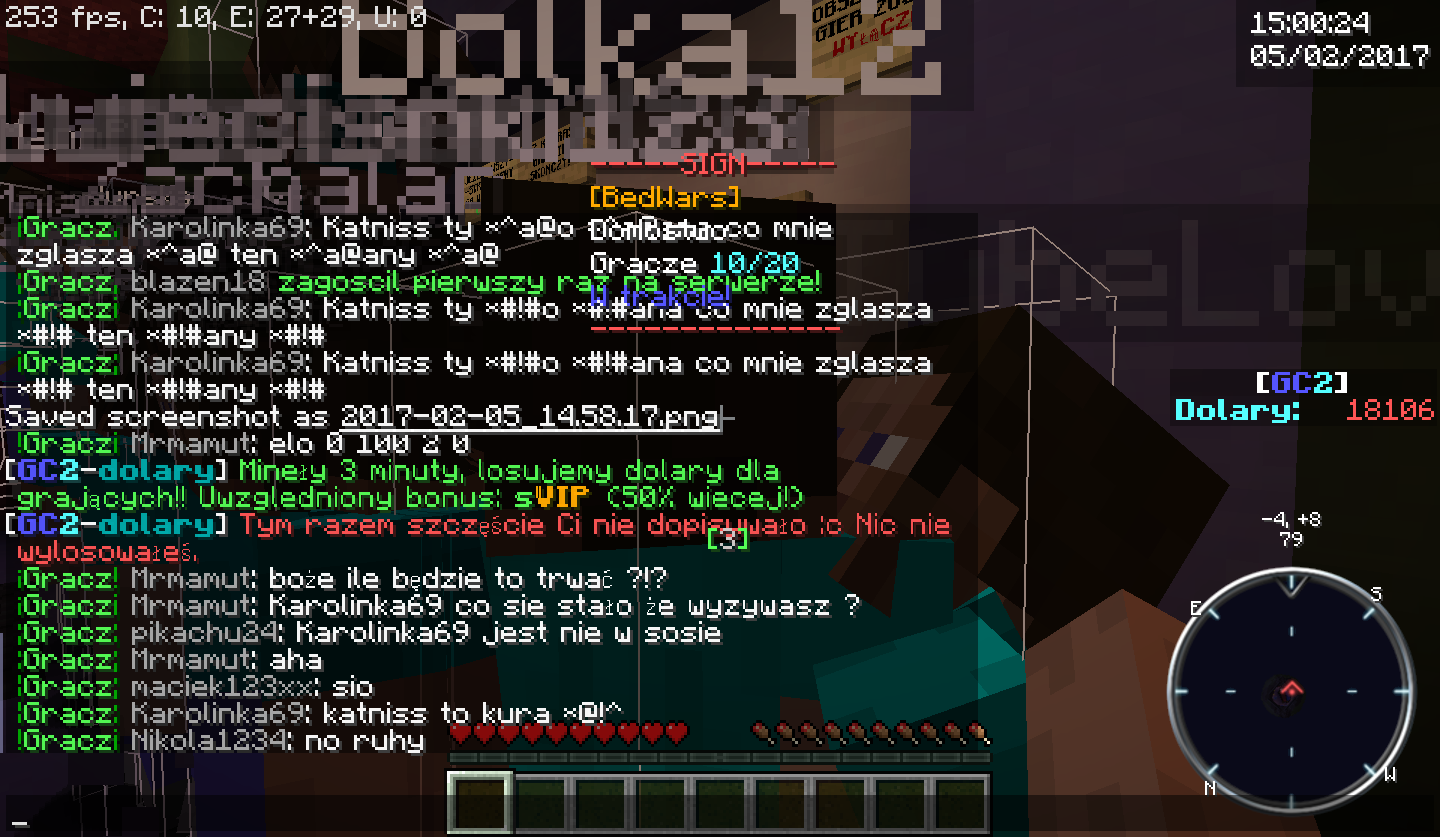 253 fps, C: 10, E: 27+29, U: 0
15:00:24
05/02/2017
Dolka12
WYŁĄCZ
-----SIGN-----
[BedWars]
Gracze 10/20
W trakcie!
--------------
|Gracz| Karolinka69: Katniss ty ×^a@o ×^a@sta co mnie
zglasza ×^a@ ten ×^a@any ×^a@
|Gracz| blazen18 zagoscil pierwszy raz na serwerze!
|Gracz| Karolinka69: Katniss ty ×#!#o ×#!#ana co mnie zglasza
×#!# ten ×#!#any ×#!#
|Gracz| Karolinka69: Katniss ty ×#!#o ×#!#ana co mnie zglasza
×#!# ten ×#!#any ×#!#
Saved screenshot as 2017-02-05_14.58.17.png
|Gracz| Mrmamut: elo 0 100 2 0
[GC2-dolary] Mineły 3 minuty, losujemy dolary dla
grających!! Uwzgledniony bonus: sVIP (50% wiecej!)
[GC2-dolary] Tym razem szczęście Ci nie dopisywało :c Nic nie
wylosowałeś.
[3]
|Gracz| Mrmamut: boże ile będzie to trwać ?!?
|Gracz| Mrmamut: Karolinka69 co sie stało że wyzywasz ?
|Gracz| pikachu24: Karolinka69 jest nie w sosie
|Gracz| Mrmamut: aha
|Gracz| maciek123xx: sio
|Gracz| Karolinka69: katniss to kura ×@!^
|Gracz| Nikola1234: no ruhy
[GC2]
Dolary: 18106
-4, +8
79
E
S
N
W